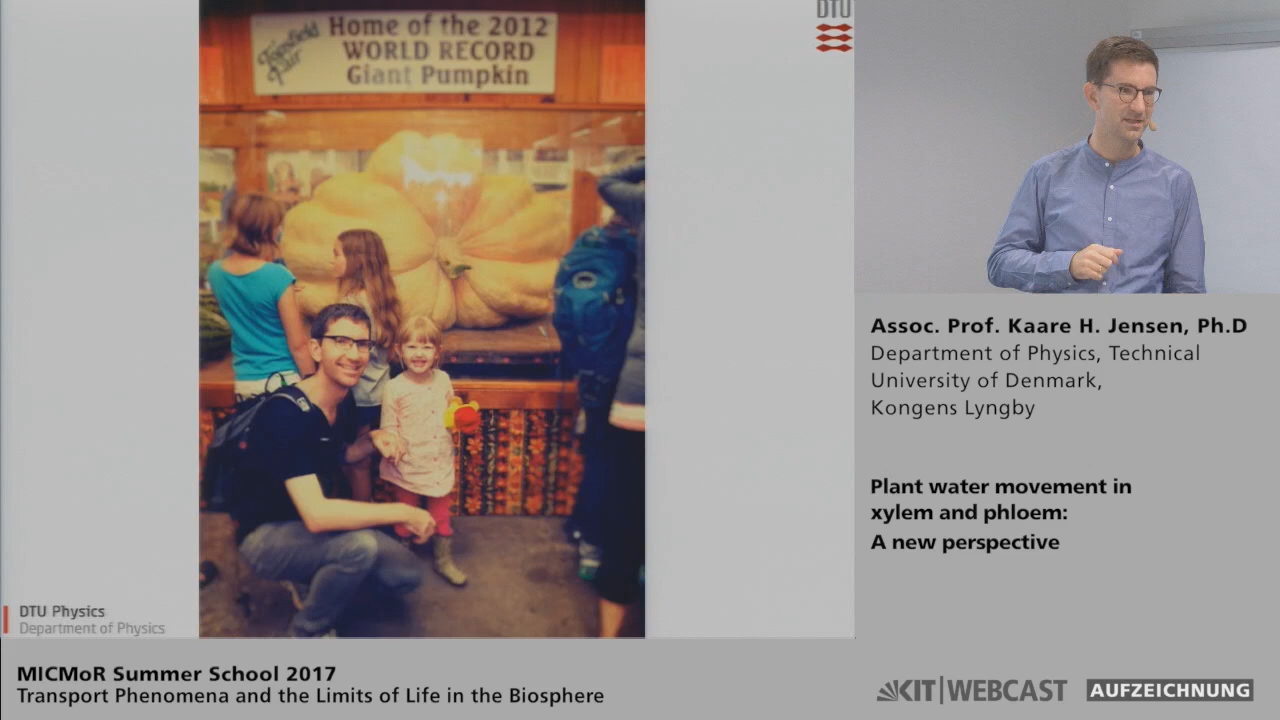 Topsfield Fair
Home of the 2012
WORLD RECORD
Giant Pumpkin
DTU
DTU Physics
Department of Physics
Assoc. Prof. Kaare H. Jensen, Ph.D
Department of Physics, Technical
University of Denmark,
Kongens Lyngby
Plant water movement in
xylem and phloem:
A new perspective
MICMoR Summer School 2017
Transport Phenomena and the Limits of Life in the Biosphere
KIT|WEBCAST
AUFZEICHNUNG